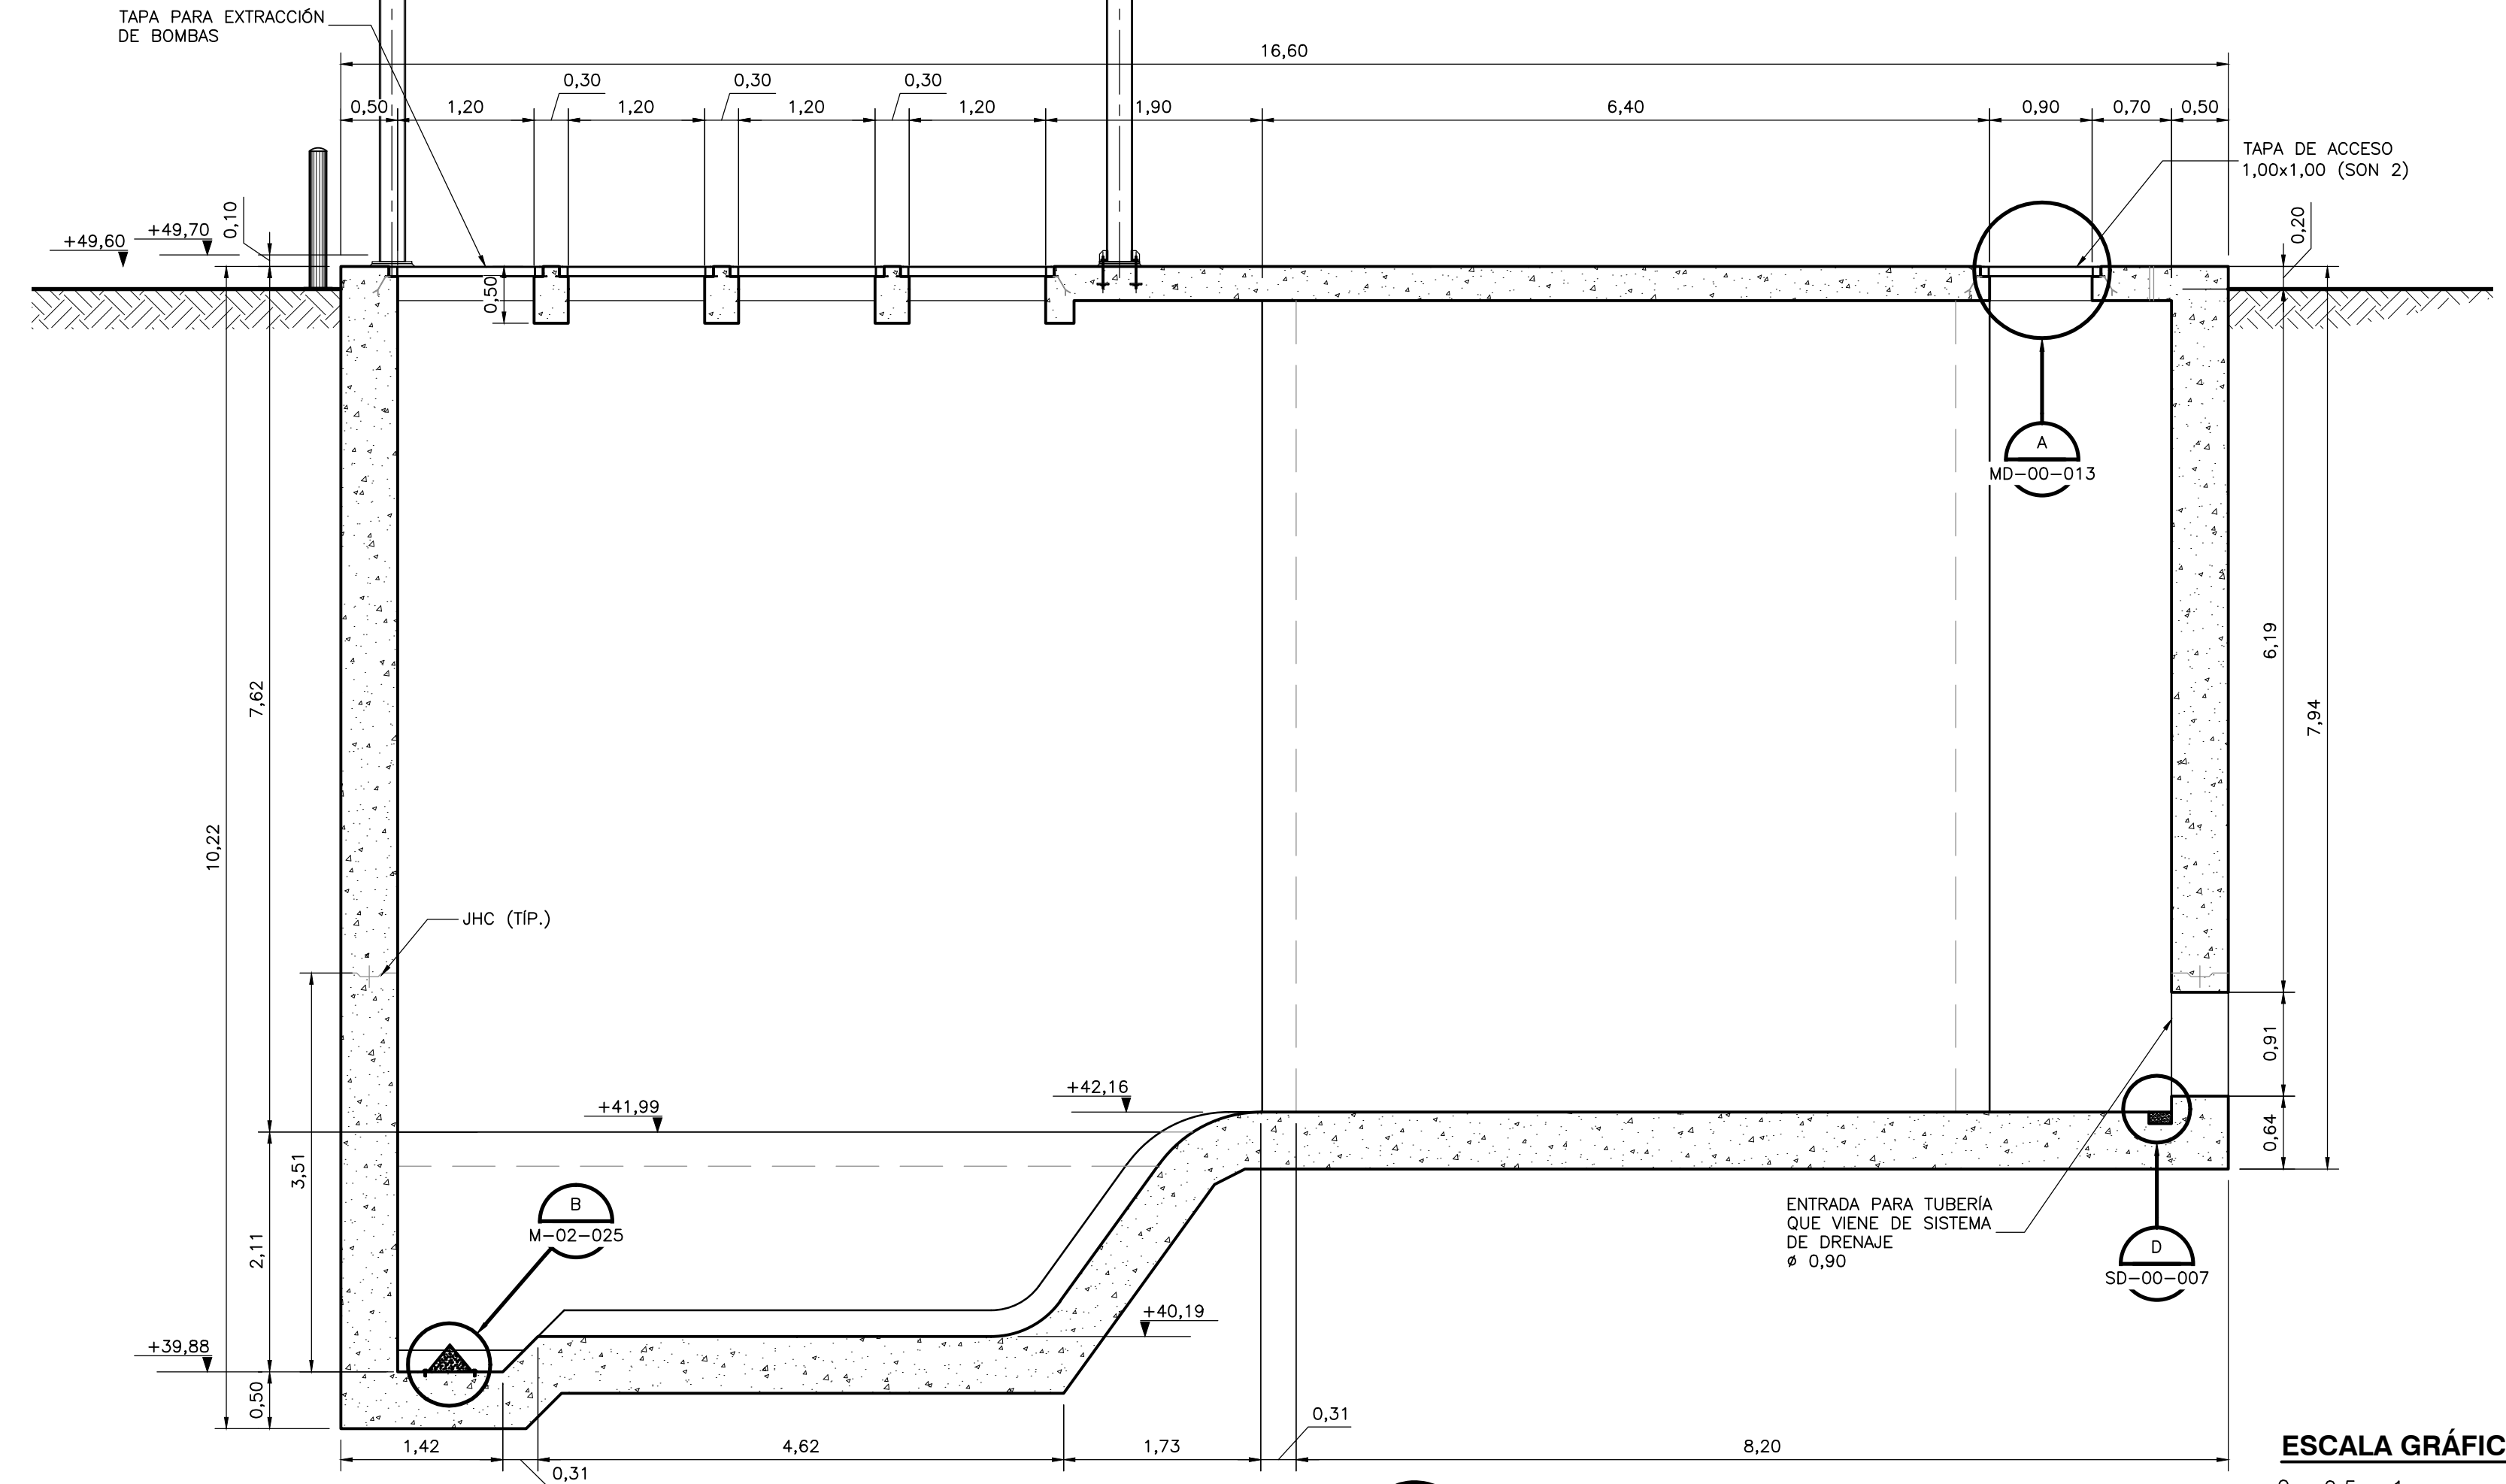 TAPA PARA EXTRACCIÓN
DE BOMBAS
16,60
0,30
0,30
0,30
0,50
1,20
1,20
1,20
1,20
1,90
6,40
0,90
0,70
0,50
TAPA DE ACCESO
1,00x1,00 (SON 2)
+49,60
+49,70
0,10
0,20
0,50
A
MD-00-013
7,62
6,19
7,94
10,22
JHC (TÍP.)
3,51
0,91
+42,16
+41,99
0,64
B
M-02-025
2,11
ENTRADA PARA TUBERÍA
QUE VIENE DE SISTEMA
DE DRENAJE
ø 0,90
D
SD-00-007
+40,19
+39,88
0,50
0,31
1,42
0,31
4,62
1,73
8,20
ESCALA GRÁFIC